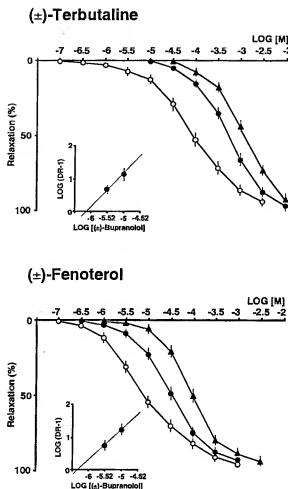 (±)-Terbutaline
LOG [M]
-7 -6.5 -6 -5.5 -5 -4.5 -4 -3.5 -3 -2.5 -2
0
50
100
Relaxation (%)
2
1
0
LOG (DR-1)
-6 -5.5 -5 -4.52
LOG [(±)-Bupranolol]
(±)-Fenoterol
LOG [M]
-7 -6.5 -6 -5.5 -5 -4.5 -4 -3.5 -3 -2.5 -2
0
50
100
Relaxation (%)
2
1
0
LOG (DR-1)
-6 -5.5 -5 -4.52
LOG [(±)-Bupranolol]